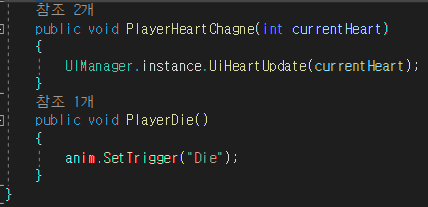 참조 2개
public void PlayerHeartChagne(int currentHeart)
{
UIManager.instance.UiHeartUpdate(currentHeart);
}
참조 1개
public void PlayerDie()
{
anim.SetTrigger("Die");
}
}